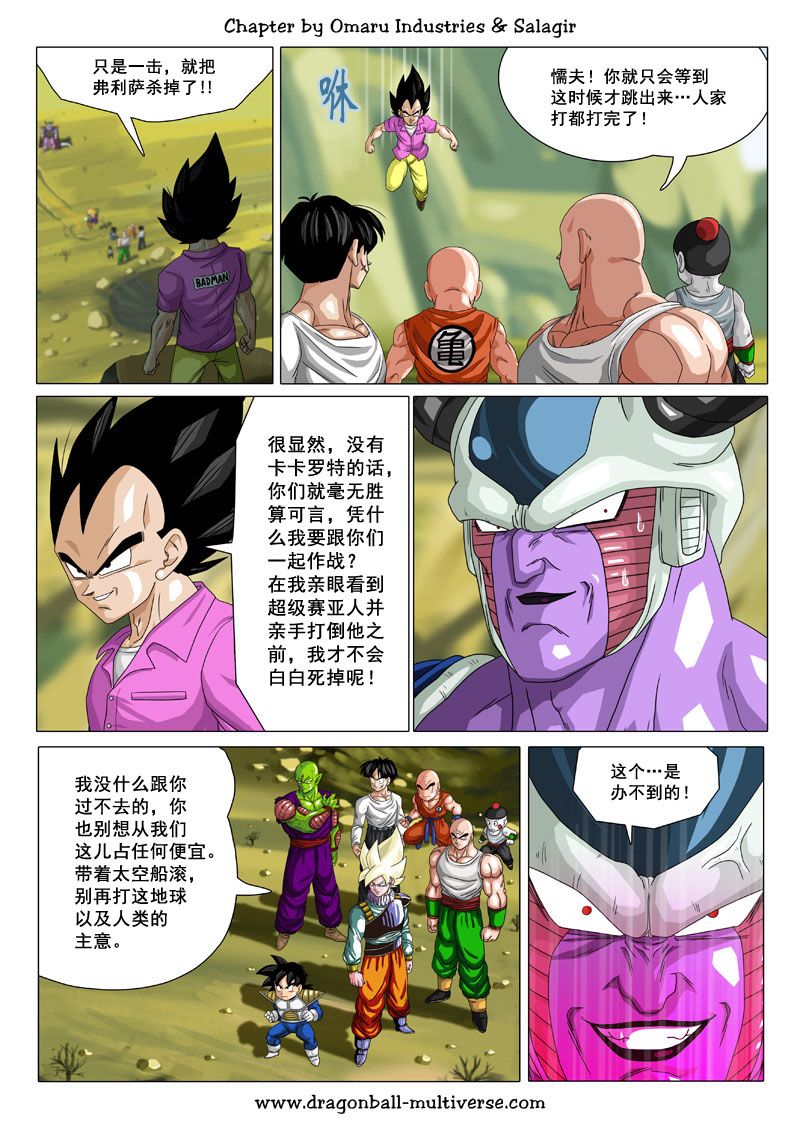 Chapter by Omaru Industries & Salagir
只是一击，就把
弗利萨杀掉了!!
BADMAN
咻
懦夫！你就只会等到
这时候才跳出来…人家
打都打完了！
龟
很显然，没有
卡卡罗特的话，
你们就毫无胜
算可言，凭什
么我要跟你们
一起作战？
在我亲眼看到
超级赛亚人并
亲手打倒他之
前，我才不会
白白死掉呢！
我没什么跟你
过不去的，你
也别想从我们
这儿占任何便宜。
带着太空船滚，
别再打这地球
以及人类的
主意。
这个…是
办不到的！
www.dragonball-multiverse.com